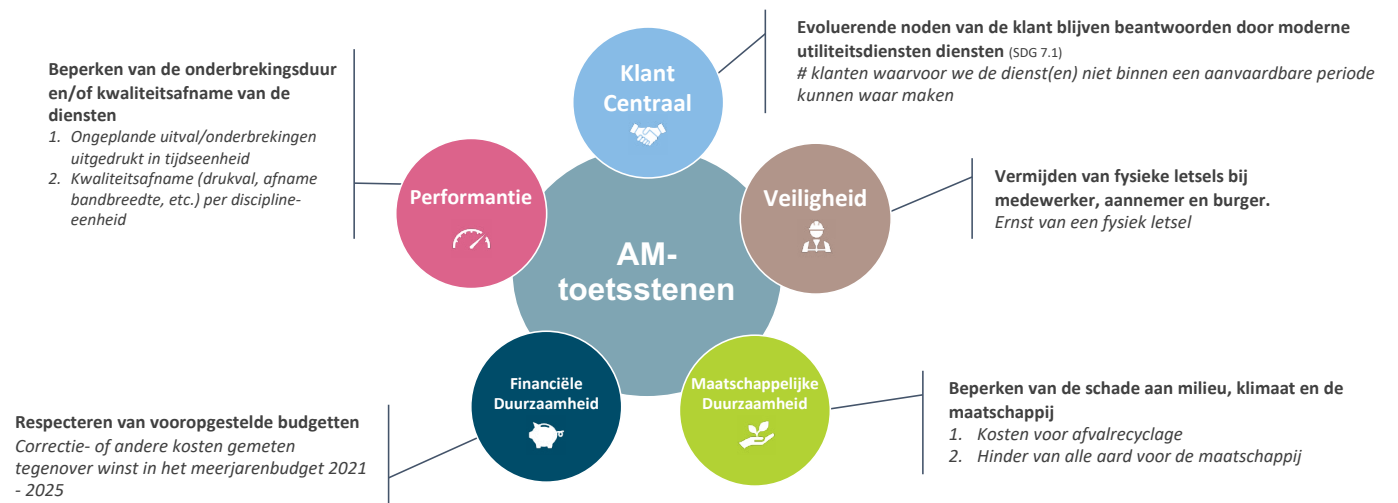 Evoluerende noden van de klant blijven beantwoorden door moderne
utiliteitsdiensten diensten (SDG 7.1)
# klanten waarvoor we de dienst(en) niet binnen een aanvaardbare periode
kunnen waar maken
Klant
Centraal
Beperken van de onderbrekingsduur
en/of kwaliteitsafname van de
diensten
1. Ongeplande uitval/onderbrekingen
uitgedrukt in tijdseenheid
2. Kwaliteitsafname (drukval, afname
bandbreedte, etc.) per discipline-
eenheid
Performantie
Veiligheid
Vermijden van fysieke letsels bij
medewerker, aannemer en burger.
Ernst van een fysiek letsel
AM-
toetsstenen
Financiële
Duurzaamheid
Maatschappelijke
Duurzaamheid
Respecteren van vooropgestelde budgetten
Correctie- of andere kosten gemeten
tegenover winst in het meerjarenbudget 2021
- 2025
Beperken van de schade aan milieu, klimaat en de
maatschappij
1. Kosten voor afvalrecyclage
2. Hinder van alle aard voor de maatschappij